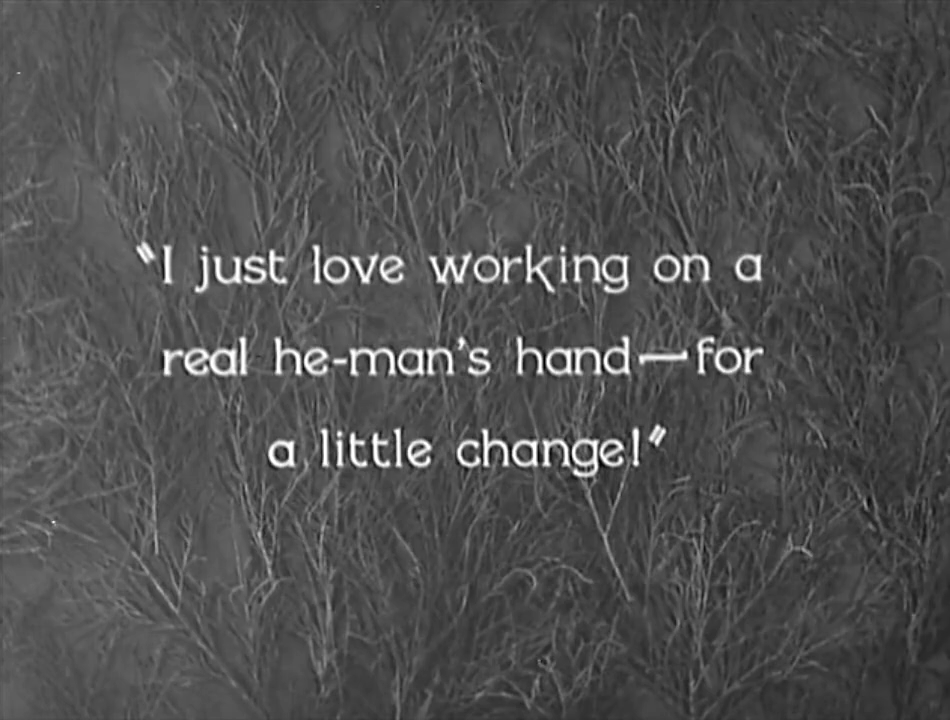 "I just love working on a
real he-man's hand—for
a little change!"